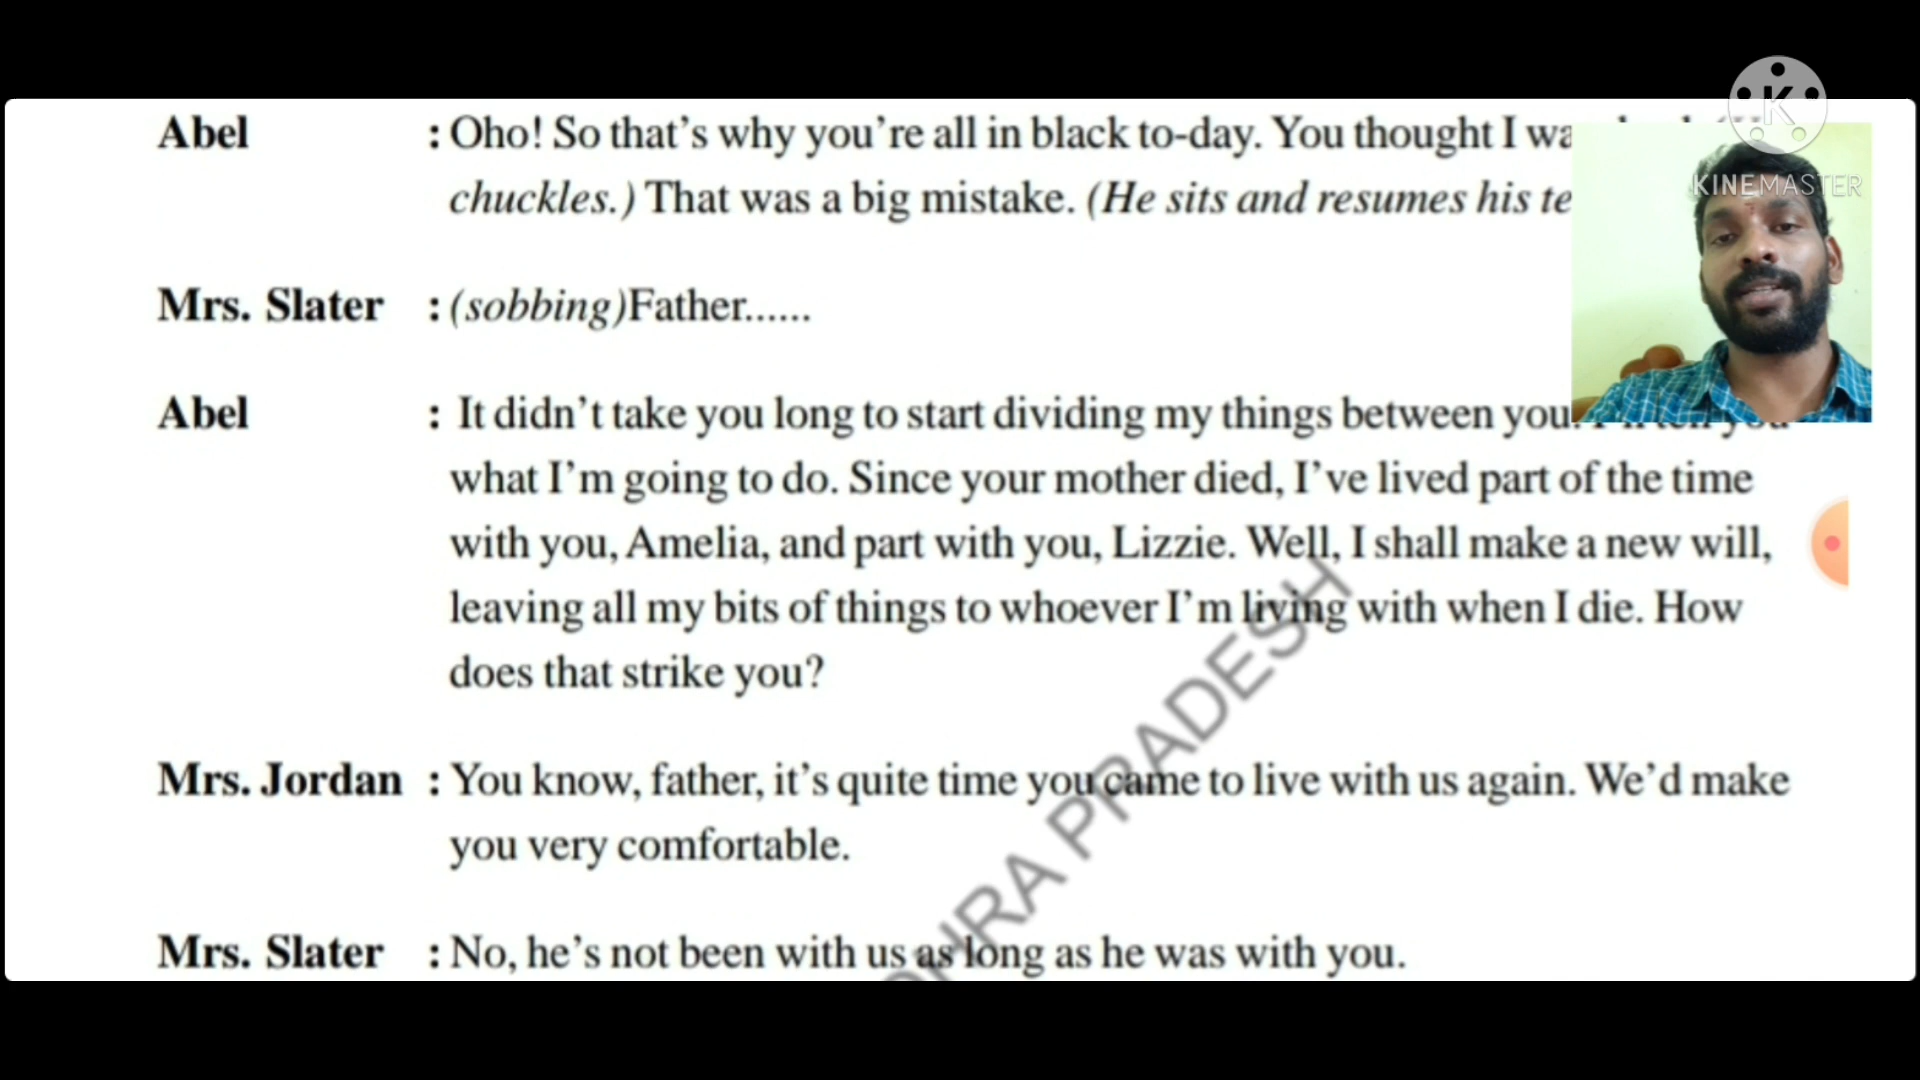 Abel : Oho! So that's why you're all in black to-day. You thought I
chuckles.) That was a big mistake. (He sits and resumes his
Mrs. Slater : (sobbing)Father......
Abel : It didn't take you long to start dividing my things between you.
what I'm going to do. Since your mother died, I've lived part of the time
with you, Amelia, and part with you, Lizzie. Well, I shall make a new will,
leaving all my bits of things to whoever I'm living with when I die. How
does that strike you?
Mrs. Jordan : You know, father, it's quite time you came to live with us again. We'd make
you very comfortable.
Mrs. Slater : No, he's not been with us as long as he was with you.
K
KINEMASTER
PRADESH